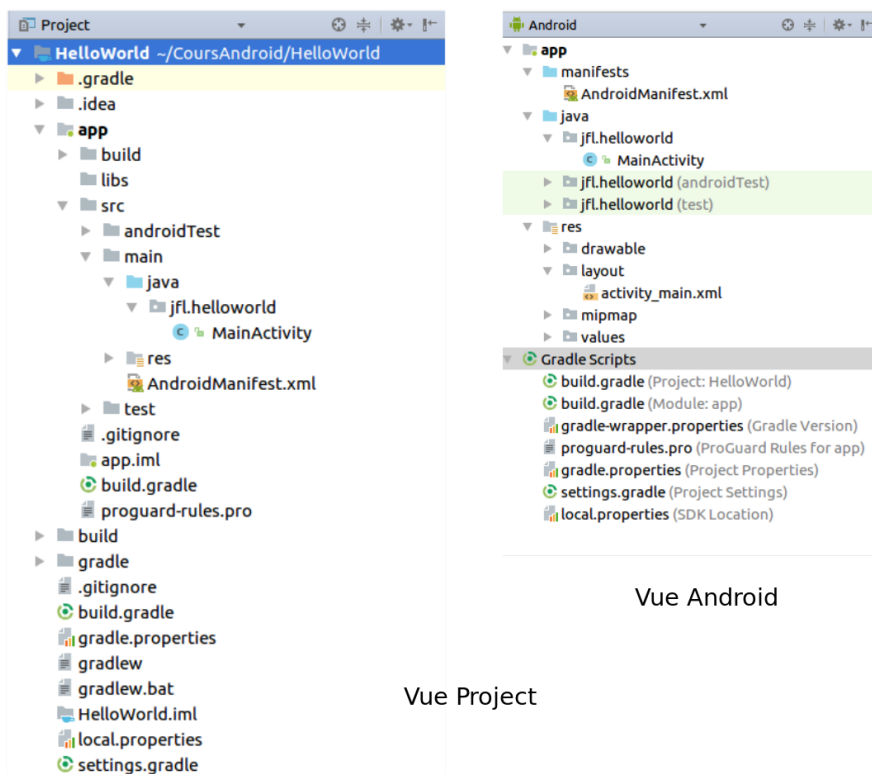 Project
HelloWorld ~/CoursAndroid/HelloWorld
.gradle
.idea
app
build
libs
src
androidTest
main
java
jfl.helloworld
C MainActivity
res
AndroidManifest.xml
test
.gitignore
app.iml
build.gradle
proguard-rules.pro
build
gradle
.gitignore
build.gradle
gradle.properties
gradlew
gradlew.bat
HelloWorld.iml
local.properties
settings.gradle
Vue Project
Android
app
manifests
AndroidManifest.xml
java
jfl.helloworld
C MainActivity
jfl.helloworld (androidTest)
jfl.helloworld (test)
res
drawable
layout
activity_main.xml
mipmap
values
Gradle Scripts
build.gradle (Project: HelloWorld)
build.gradle (Module: app)
gradle-wrapper.properties (Gradle Version)
proguard-rules.pro (ProGuard Rules for app)
gradle.properties (Project Properties)
settings.gradle (Project Settings)
local.properties (SDK Location)
Vue Android